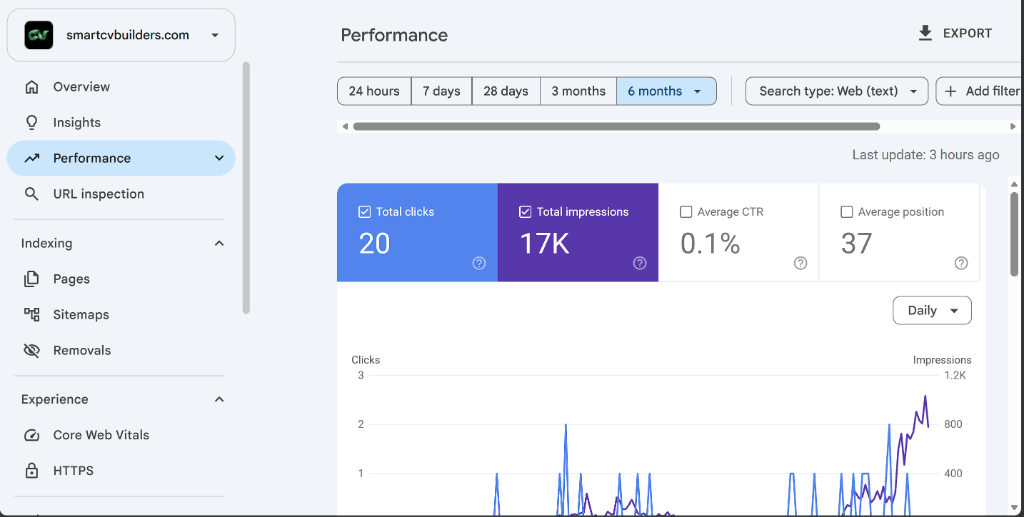 GV smartcvbuilders.com
Overview
Insights
Performance
URL inspection
Indexing
Pages
Sitemaps
Removals
Experience
Core Web Vitals
HTTPS
Performance
EXPORT
24 hours 7 days 28 days 3 months 6 months Search type: Web (text) + Add filter
Last update: 3 hours ago
Total clicks Total impressions Average CTR Average position
20 17K 0.1% 37
Daily
Clicks Impressions
3 1.2K
2 800
1 400